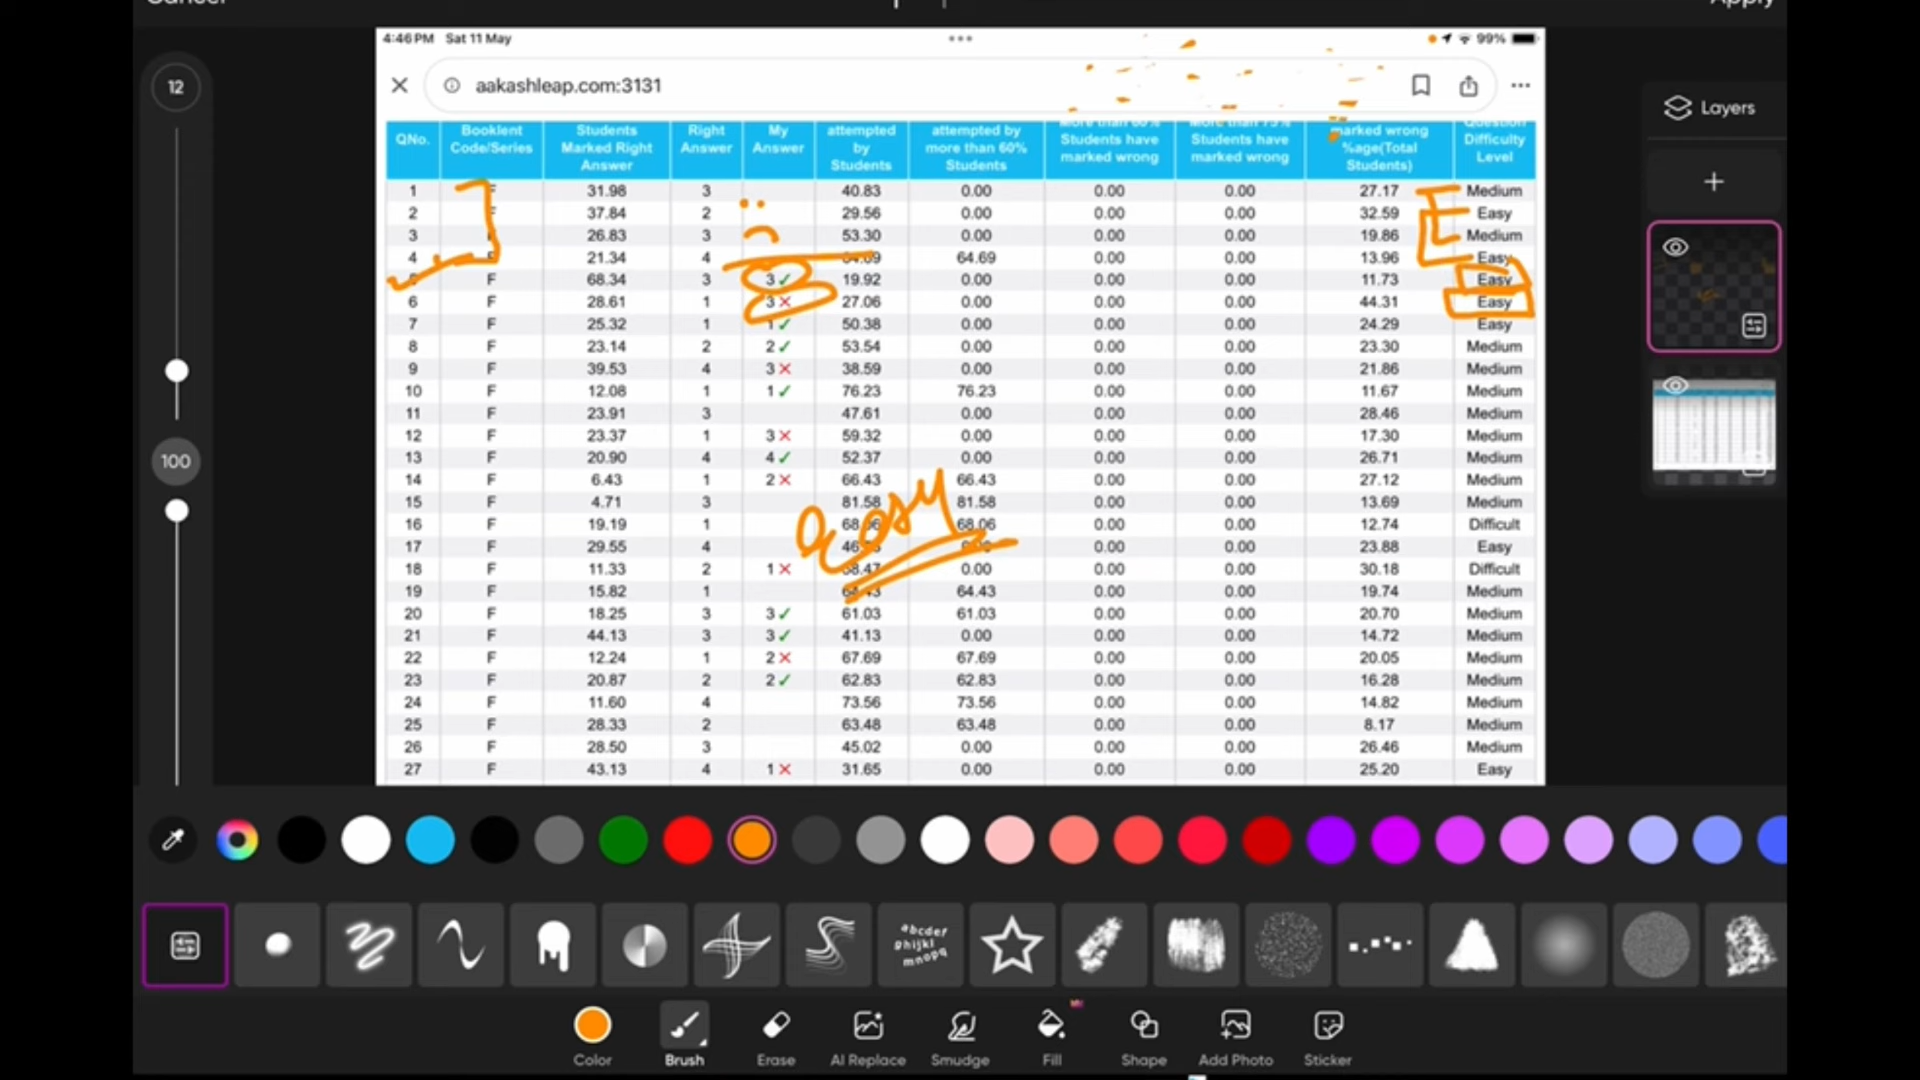 Cancel
Apply
12
100
4:46 PM Sat 11 May
99%
aakashleap.com:3131
QNo. Booklent Code/Series Students Marked Right Answer Right Answer My Answer attempted by Students attempted by more than 60% Students More than 60% Students have marked wrong More than 75% Students have marked wrong marked wrong %age(Total Students) Question Difficulty Level
1 F 31.98 3 40.83 0.00 0.00 0.00 27.17 Medium
2 F 37.84 2 29.56 0.00 0.00 0.00 32.59 Easy
3 26.83 3 53.30 0.00 0.00 0.00 19.86 Medium
4 F 21.34 4 64.69 0.00 0.00 13.96 Easy
F 68.34 3 3 ✓ 19.92 0.00 0.00 0.00 11.73 Easy
6 F 28.61 1 3 ✕ 27.06 0.00 0.00 0.00 44.31 Easy
7 F 25.32 1 1 ✓ 50.38 0.00 0.00 0.00 24.29 Easy
8 F 23.14 2 2 ✓ 53.54 0.00 0.00 0.00 23.30 Medium
9 F 39.53 4 3 ✕ 38.59 0.00 0.00 0.00 21.86 Medium
10 F 12.08 1 1 ✓ 76.23 76.23 0.00 0.00 11.67 Medium
11 F 23.91 3 47.61 0.00 0.00 0.00 28.46 Medium
12 F 23.37 1 3 ✕ 59.32 0.00 0.00 0.00 17.30 Medium
13 F 20.90 4 4 ✓ 52.37 0.00 0.00 0.00 26.71 Medium
14 F 6.43 1 2 ✕ 66.43 66.43 0.00 0.00 27.12 Medium
15 F 4.71 3 81.58 81.58 0.00 0.00 13.69 Medium
easy
16 F 19.19 1 68.06 68.06 0.00 0.00 12.74 Difficult
17 F 29.55 4 0.00 0.00 23.88 Easy
18 F 11.33 2 1 ✕ 0.00 0.00 0.00 30.18 Difficult
19 F 15.82 1 64.43 64.43 0.00 0.00 19.74 Medium
20 F 18.25 3 3 ✓ 61.03 61.03 0.00 0.00 20.70 Medium
21 F 44.13 3 3 ✓ 41.13 0.00 0.00 0.00 14.72 Medium
22 F 12.24 1 2 ✕ 67.69 67.69 0.00 0.00 20.05 Medium
23 F 20.87 2 2 ✓ 62.83 62.83 0.00 0.00 16.28 Medium
24 F 11.60 4 73.56 73.56 0.00 0.00 14.82 Medium
25 F 28.33 2 63.48 63.48 0.00 0.00 8.17 Medium
26 F 28.50 3 45.02 0.00 0.00 0.00 26.46 Medium
27 F 43.13 4 1 ✕ 31.65 0.00 0.00 0.00 25.20 Easy
Layers
abcdef
ghijkl
mnopq
Color Brush Erase AI Replace Smudge Fill Shape Add Photo Sticker